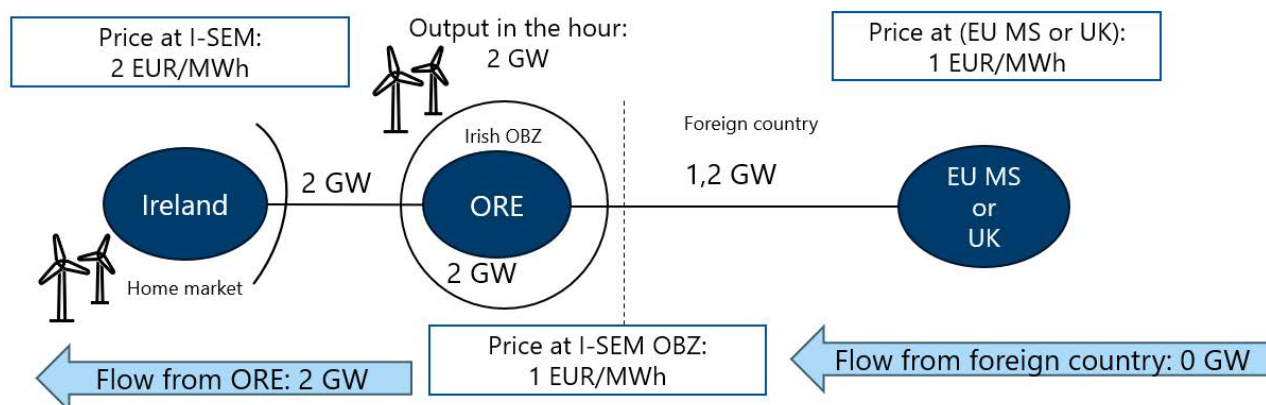 Price at I-SEM:
2 EUR/MWh
Output in the hour:
2 GW
Price at (EU MS or UK):
1 EUR/MWh
Irish OBZ
Foreign country
Ireland
2 GW
ORE
1,2 GW
EU MS
or
UK
2 GW
Home market
Price at I-SEM OBZ:
1 EUR/MWh
Flow from ORE: 2 GW
Flow from foreign country: 0 GW